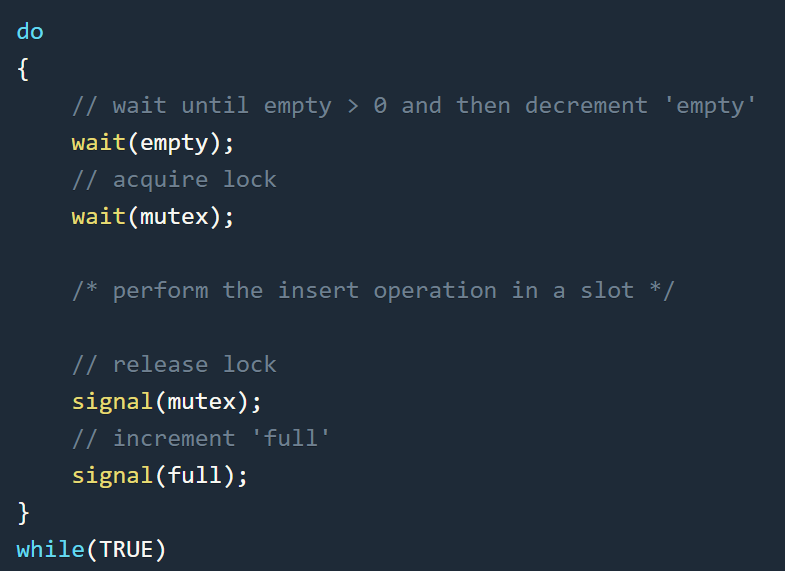 do
{
// wait until empty > 0 and then decrement 'empty'
wait(empty);
// acquire lock
wait(mutex);
/* perform the insert operation in a slot */
// release lock
signal(mutex);
// increment 'full'
signal(full);
}
while(TRUE)